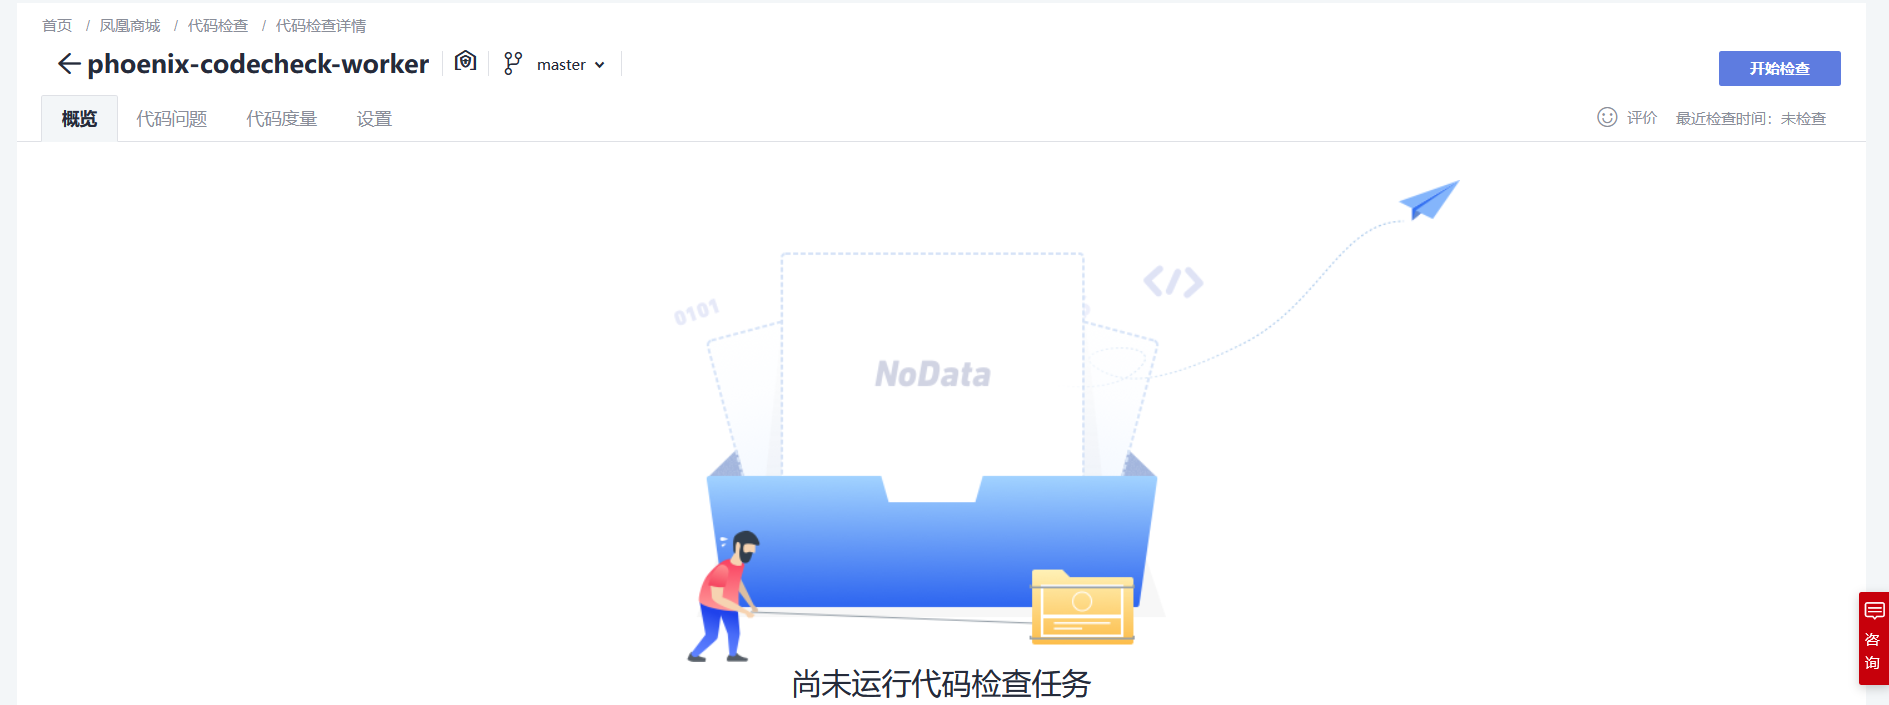 首页 / 凤凰商城 / 代码检查 / 代码检查详情
phoenix-codecheck-worker master
开始检查
概览 代码问题 代码度量 设置
评价 最近检查时间：未检查
0101
</>
NoData
咨询
尚未运行代码检查任务